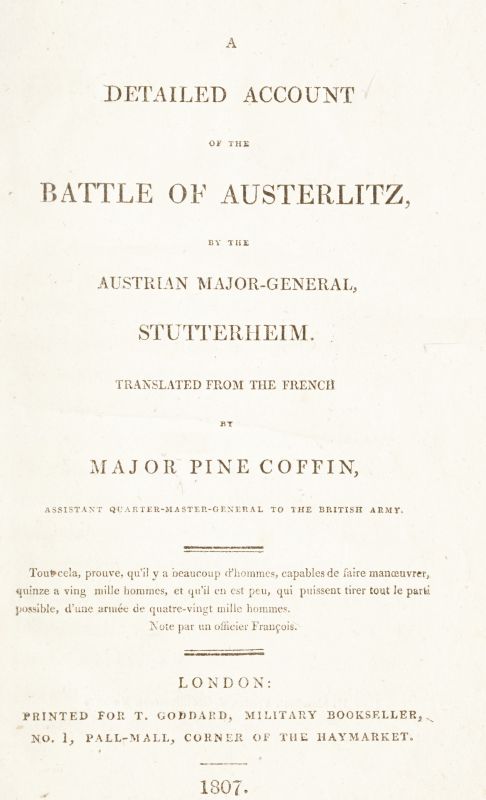 A
DETAILED ACCOUNT
OF THE
BATTLE OF AUSTERLITZ,
BY THE
AUSTRIAN MAJOR-GENERAL,
STUTTERHEIM.
TRANSLATED FROM THE FRENCH
BY
MAJOR PINE COFFIN,
ASSISTANT QUARTER-MASTER-GENERAL TO THE BRITISH ARMY.
Tout cela, prouve, qu'il y a beaucoup d'hommes, capables de faire manœuvrer,
quinze a ving mille hommes, et qu'il en est peu, qui puissent tirer tout le parti
possible, d'une armée de quatre-vingt mille hommes.
Note par un officier François.
LONDON:
PRINTED FOR T. GODDARD, MILITARY BOOKSELLER,
NO. 1, PALL-MALL, CORNER OF THE HAYMARKET.
1807.